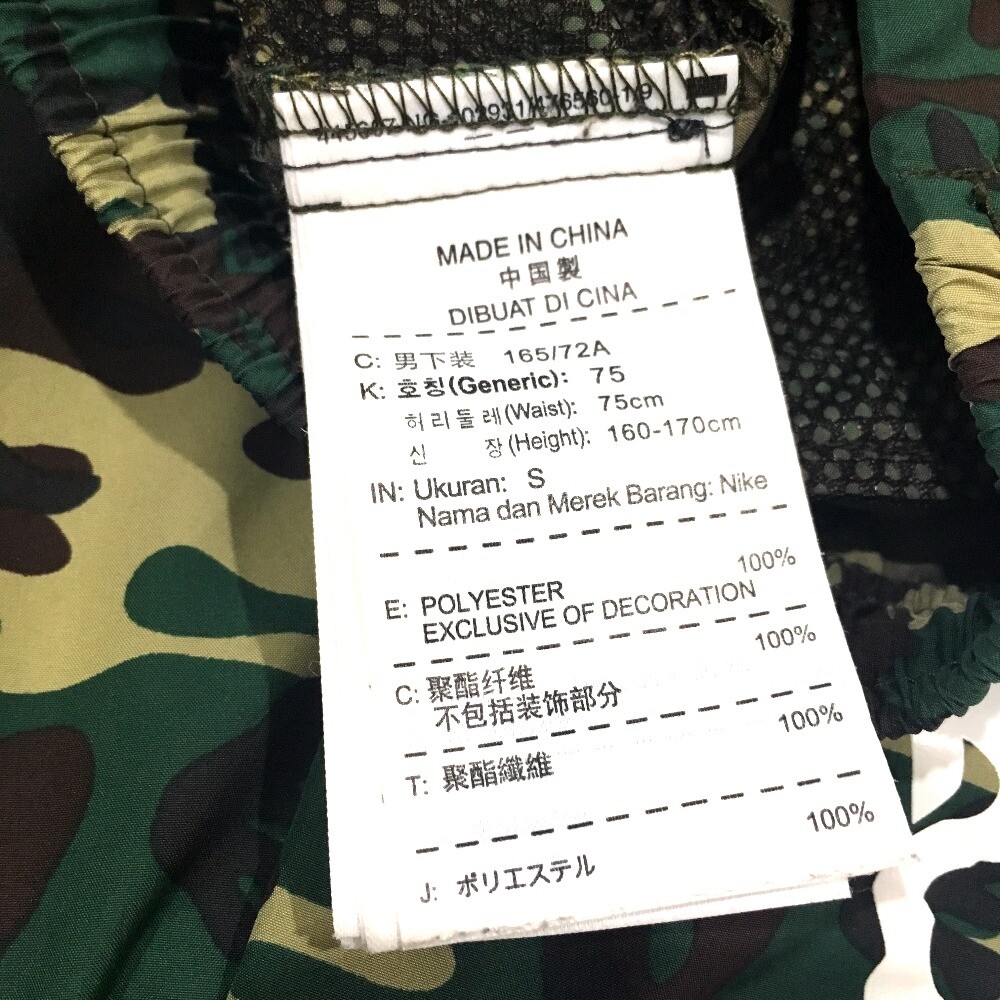 MADE IN CHINA
中国製
DIBUAT DI CINA
C: 男下装 165/72A
K: 호칭(Generic): 75
허리둘레(Waist): 75cm
신 장(Height): 160-170cm
IN: Ukuran: S
Nama dan Merek Barang: Nike
100%
E: POLYESTER
EXCLUSIVE OF DECORATION
100%
C: 聚酯纤维
不包括装饰部分
100%
T: 聚酯纖維
100%
J: ポリエステル